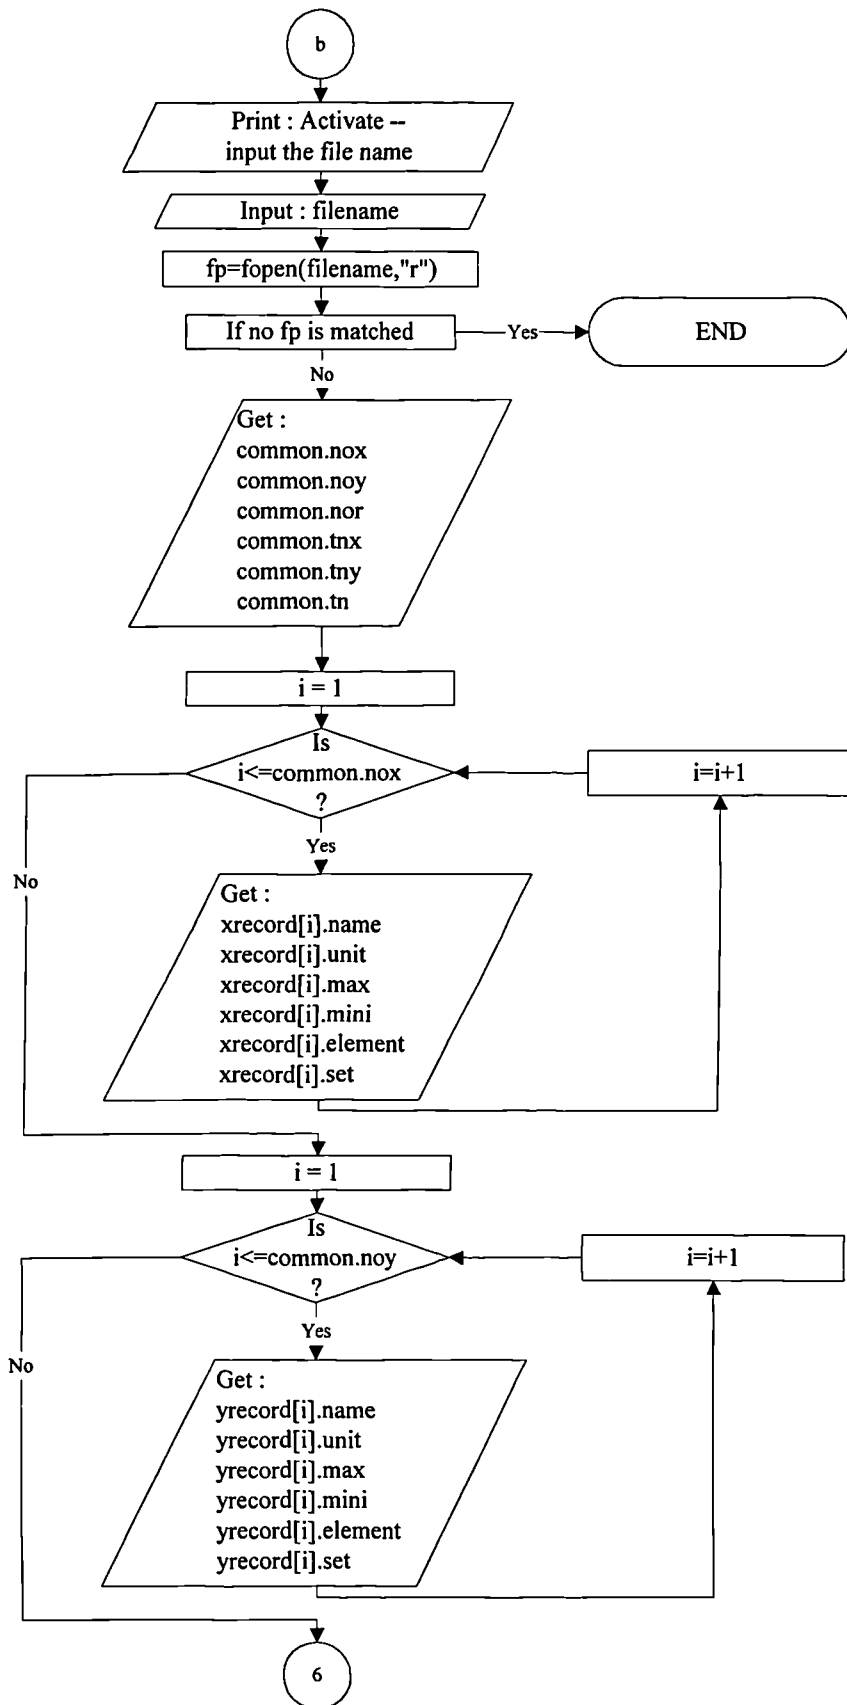 b
Print : Activate --
input the file name
Input : filename
fp=fopen(filename,"r")
If no fp is matched
Yes
END
No
Get :
common.nox
common.noy
common.nor
common.tnx
common.tny
common.tn
i = 1
Is
i<=common.nox
?
i=i+1
Yes
No
Get :
xrecord[i].name
xrecord[i].unit
xrecord[i].max
xrecord[i].mini
xrecord[i].element
xrecord[i].set
i = 1
Is
i<=common.noy
?
i=i+1
Yes
No
Get :
yrecord[i].name
yrecord[i].unit
yrecord[i].max
yrecord[i].mini
yrecord[i].element
yrecord[i].set
6